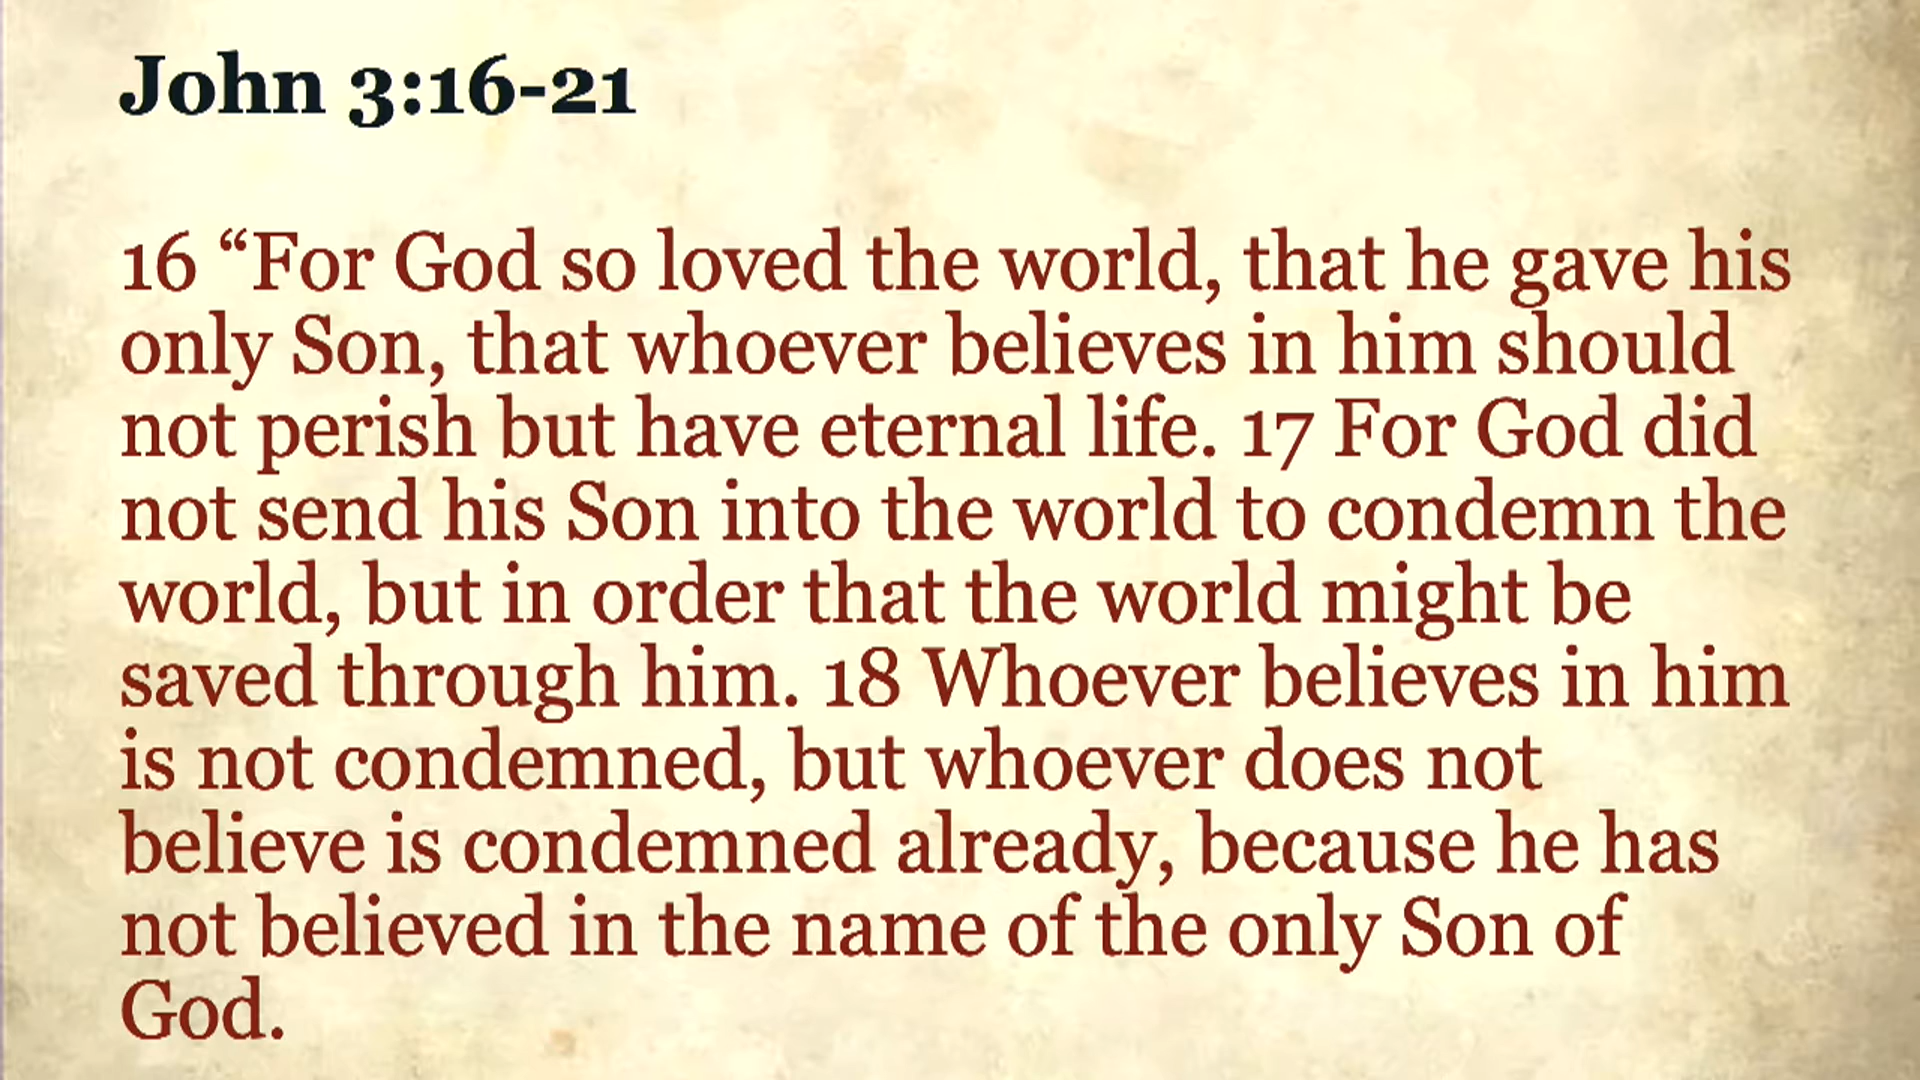 John 3:16-21
16 “For God so loved the world, that he gave his
only Son, that whoever believes in him should
not perish but have eternal life. 17 For God did
not send his Son into the world to condemn the
world, but in order that the world might be
saved through him. 18 Whoever believes in him
is not condemned, but whoever does not
believe is condemned already, because he has
not believed in the name of the only Son of
God.